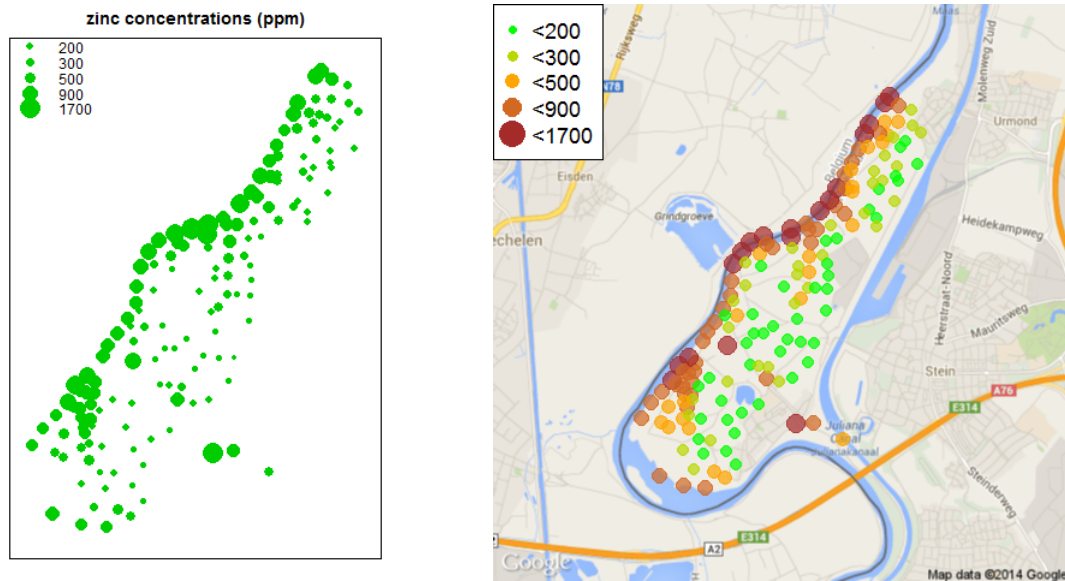 zinc concentrations (ppm)
200
300
500
900
1700
<200
<300
<500
<900
<1700
Maas
Rijksweg
N78
Molenweg Zuid
Urmond
Belgium
Eisden
Grindgroeve
echelen
Heidekampweg
Heerstraat-Noord
Mauritsweg
Stein
A76
E314
Juliana
Canal
Julianakanaal
Steinderweg
E314
A2
Google
Map data ©2014 Google